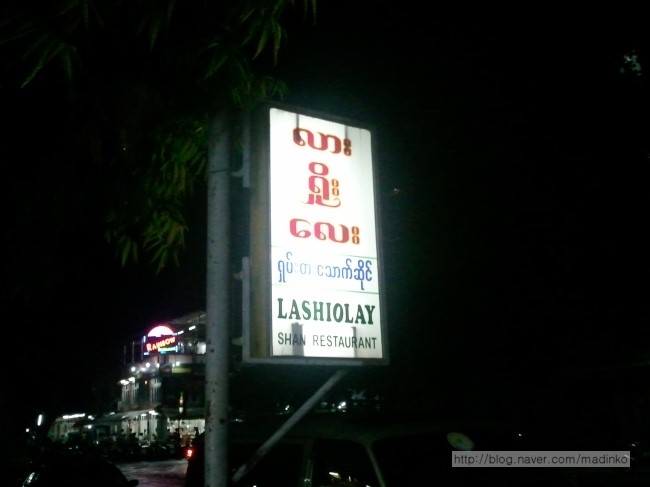 လား
ရှိုး
လေး
ရှမ်းစားသောက်ဆိုင်
LASHIOLAY
SHAN RESTAURANT
RAINBOW
http://blog.naver.com/madinko